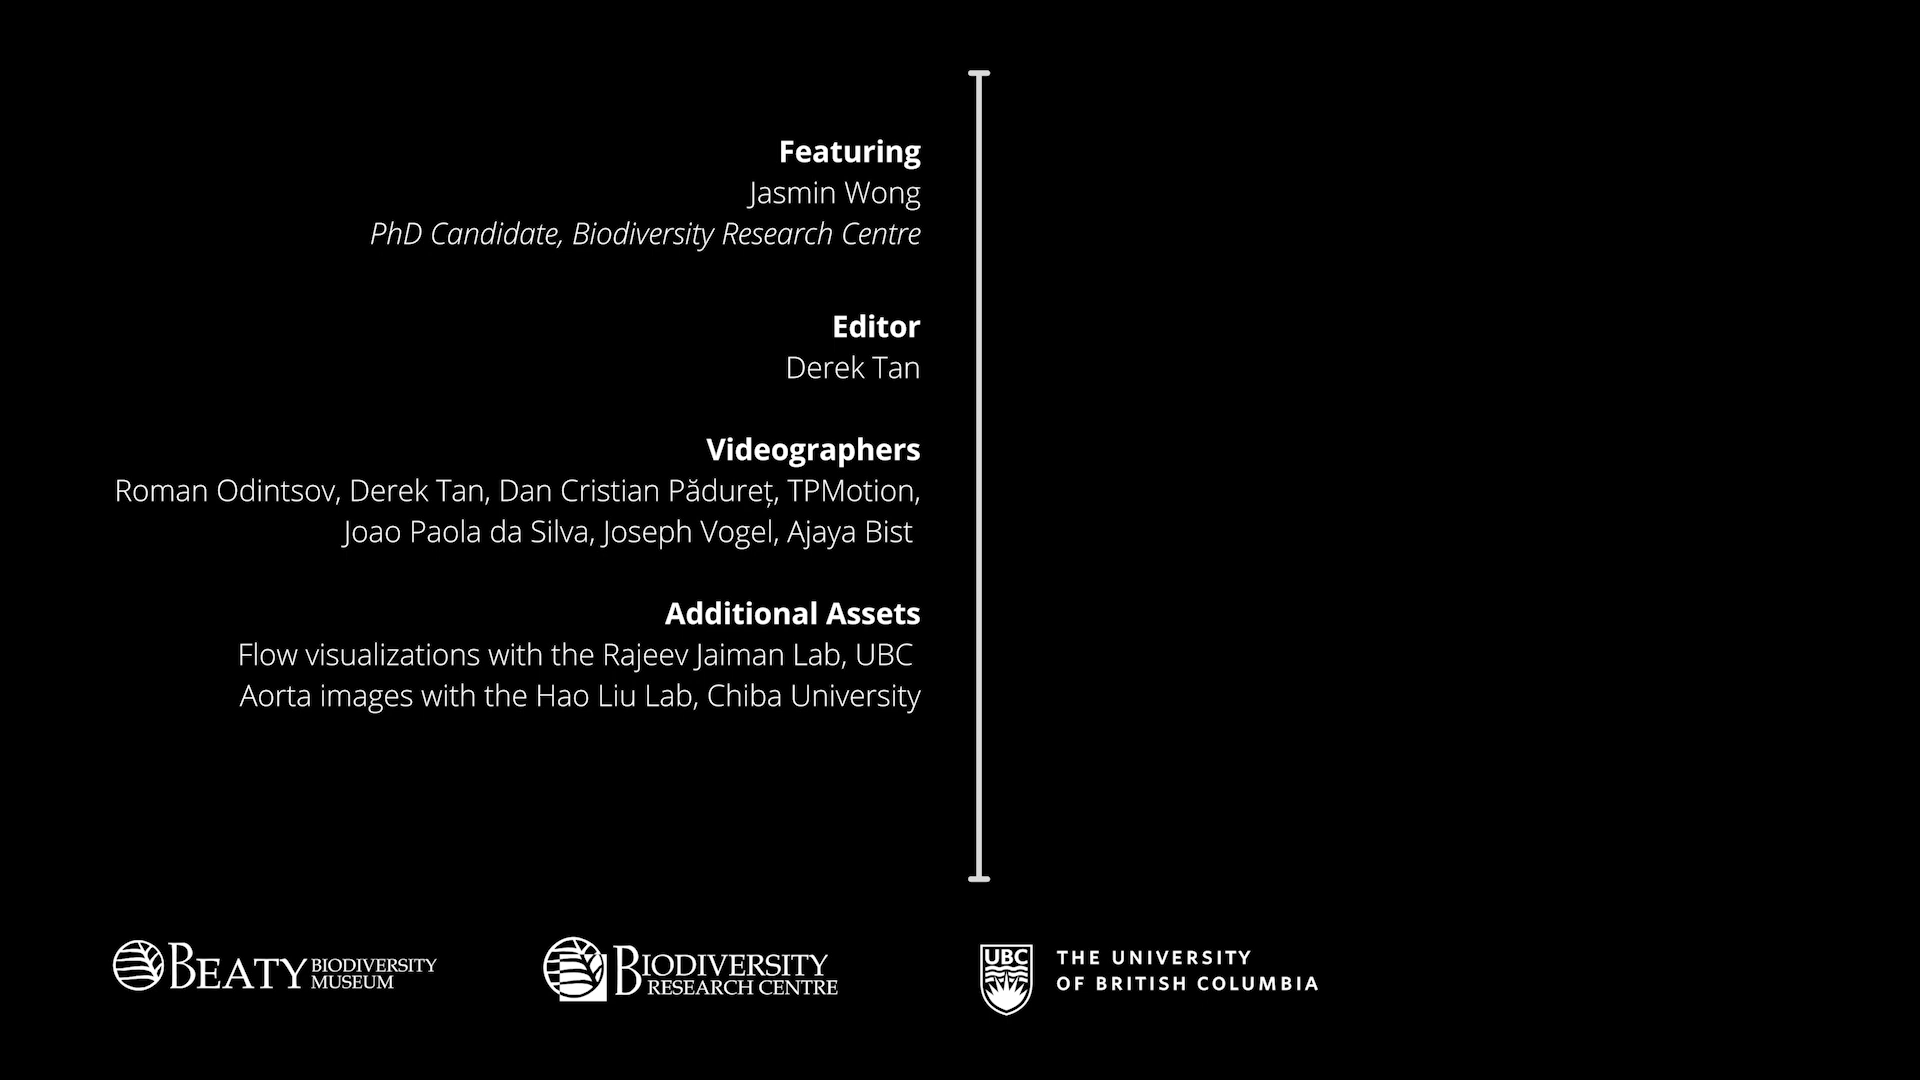 Featuring
Jasmin Wong
PhD Candidate, Biodiversity Research Centre
Editor
Derek Tan
Videographers
Roman Odintsov, Derek Tan, Dan Cristian Pădureț, TPMotion,
Joao Paola da Silva, Joseph Vogel, Ajaya Bist
Additional Assets
Flow visualizations with the Rajeev Jaiman Lab, UBC
Aorta images with the Hao Liu Lab, Chiba University
BEATY BIODIVERSITY MUSEUM
BIODIVERSITY RESEARCH CENTRE
UBC
THE UNIVERSITY
OF BRITISH COLUMBIA